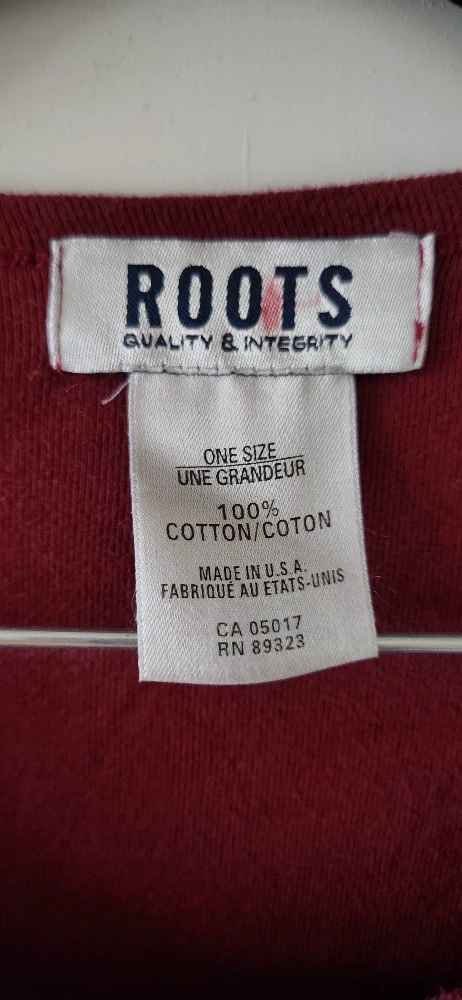 ROOTS
QUALITY & INTEGRITY
ONE SIZE
UNE GRANDEUR
100%
COTTON/COTON
MADE IN U.S.A.
FABRIQUÉ AU ETATS-UNIS
CA 05017
RN 89323